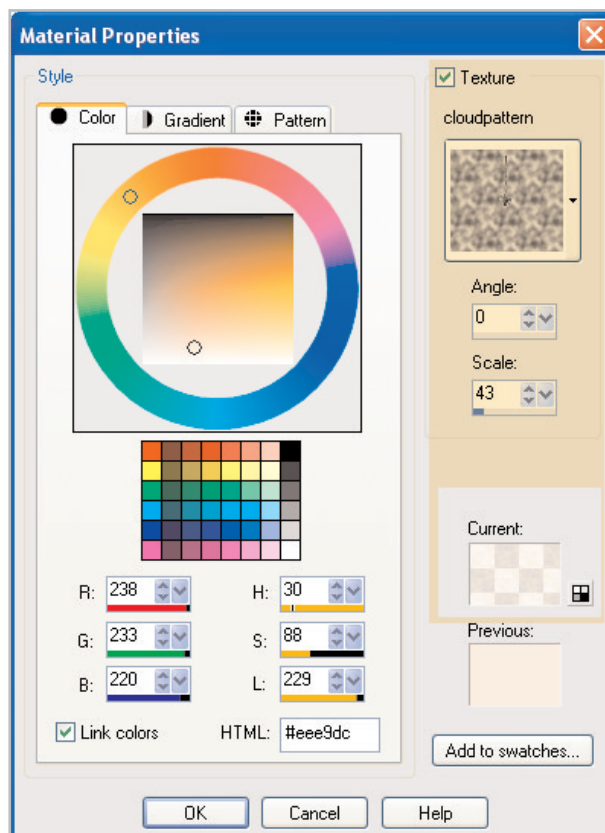 Material Properties
Style
Color
Gradient
Pattern
Texture
cloudpattern
Angle:
0
Scale:
43
R: 238
H: 30
G: 233
S: 88
B: 220
L: 229
Current:
Previous:
Link colors
HTML: #eee9dc
Add to swatches...
OK
Cancel
Help